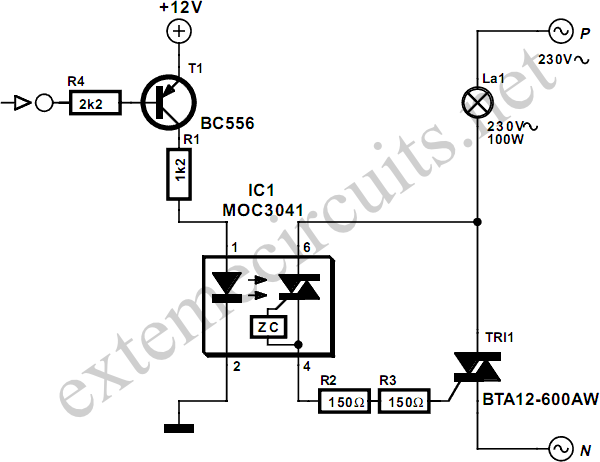 +12V
P
230V
T1
La1
R4
2k2
BC556
230V
100W
R1
1k2
IC1
MOC3041
1
6
ZC
TRI1
2
4
R2
R3
150Ω
150Ω
BTA12-600AW
N
extremecircuits.net